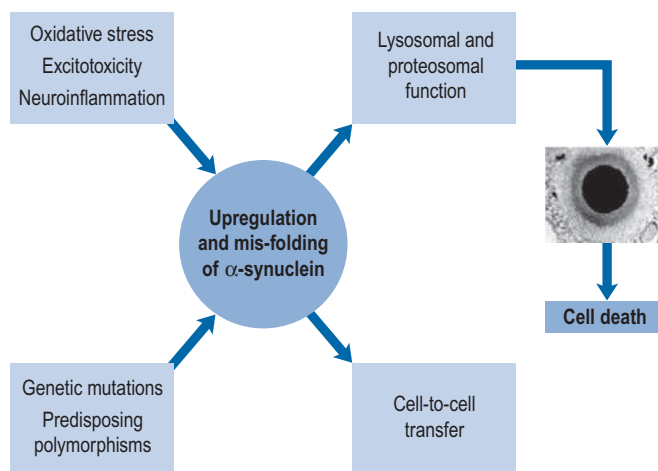 Oxidative stress
Excitotoxicity
Neuroinflammation
Lysosomal and
proteosomal
function
Upregulation
and mis-folding
of α-synuclein
Cell death
Genetic mutations
Predisposing
polymorphisms
Cell-to-cell
transfer